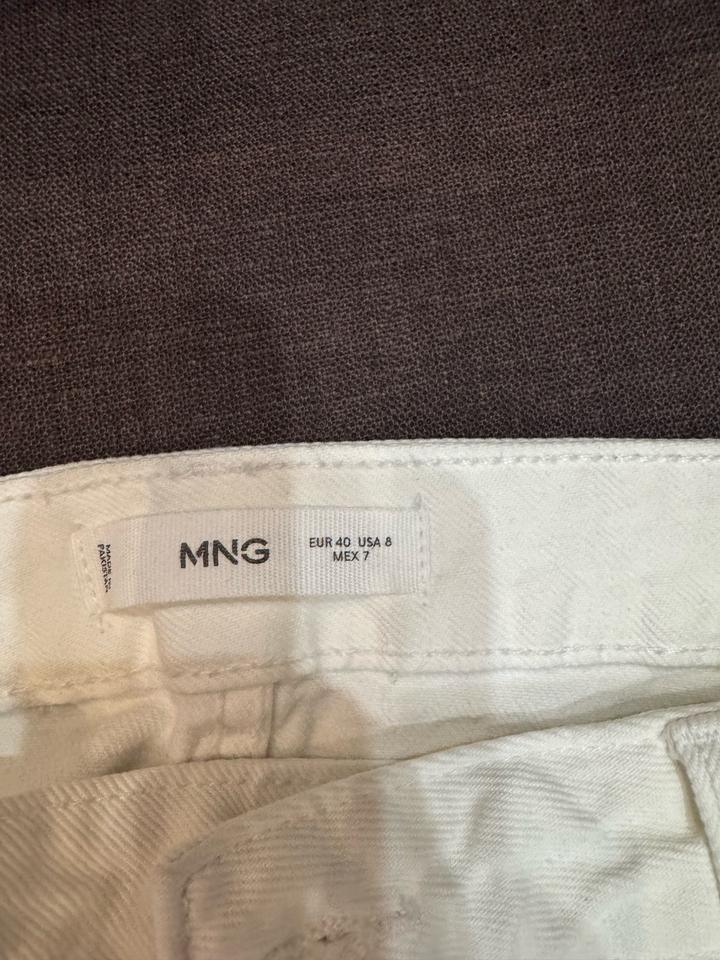 MADE IN
PAKISTAN
MNG
EUR 40 USA 8
MEX 7